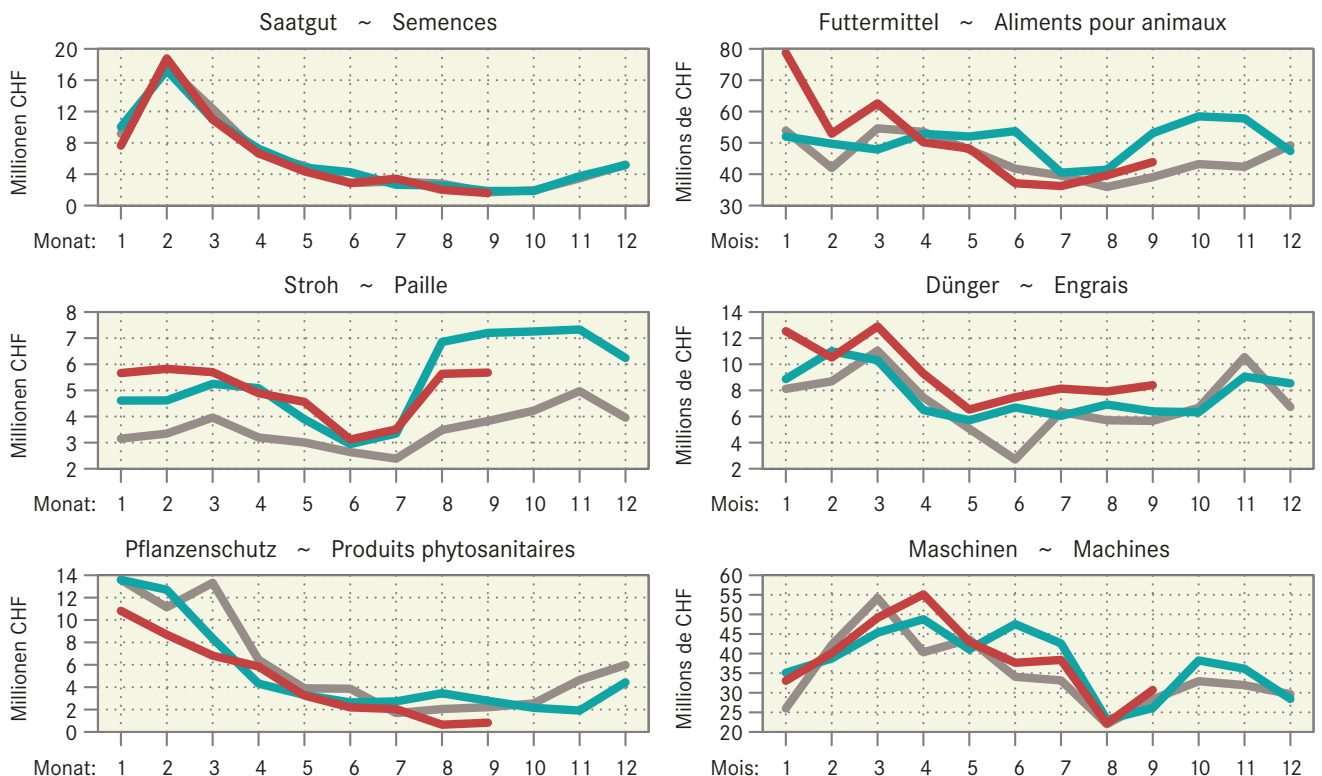 Saatgut ~ Semences
Millionen CHF
20
16
12
8
4
0
Monat: 1 2 3 4 5 6 7 8 9 10 11 12
Futtermittel ~ Aliments pour animaux
Millions de CHF
80
70
60
50
40
30
Mois: 1 2 3 4 5 6 7 8 9 10 11 12
Stroh ~ Paille
Millionen CHF
8
7
6
5
4
3
2
Monat: 1 2 3 4 5 6 7 8 9 10 11 12
Dünger ~ Engrais
Millions de CHF
14
12
10
8
6
4
2
Mois: 1 2 3 4 5 6 7 8 9 10 11 12
Pflanzenschutz ~ Produits phytosanitaires
Millionen CHF
14
12
10
8
6
4
2
0
Monat: 1 2 3 4 5 6 7 8 9 10 11 12
Maschinen ~ Machines
Millions de CHF
60
55
50
45
40
35
30
25
20
Mois: 1 2 3 4 5 6 7 8 9 10 11 12